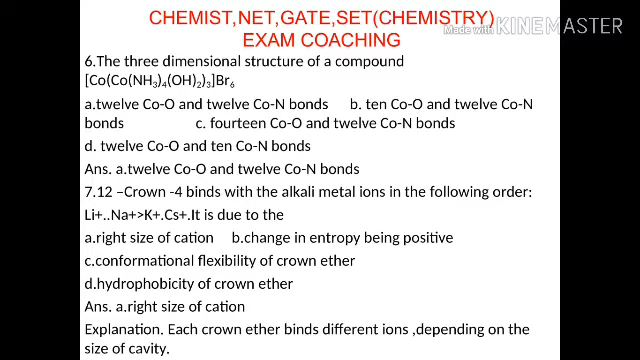 CHEMIST,NET,GATE,SET(CHEMISTRY)
Made with KINEMASTER
EXAM COACHING
6.The three dimensional structure of a compound
[Co(Co(NH₃)₄(OH)₂)₃]Br₆
a.twelve Co-O and twelve Co-N bonds b. ten Co-O and twelve Co-N
bonds c. fourteen Co-O and twelve Co-N bonds
d. twelve Co-O and ten Co-N bonds
Ans. a.twelve Co-O and twelve Co-N bonds
7.12 –Crown -4 binds with the alkali metal ions in the following order:
Li+..Na+>K+.Cs+.It is due to the
a.right size of cation b.change in entropy being positive
c.conformational flexibility of crown ether
d.hydrophobicity of crown ether
Ans. a.right size of cation
Explanation. Each crown ether binds different ions ,depending on the
size of cavity.